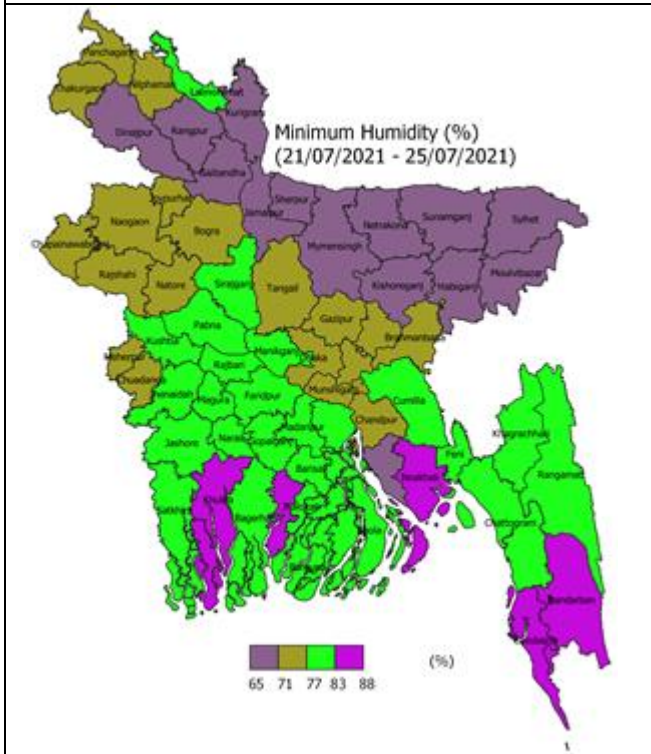 Panchagarh
Thakurgaon
Nilphamari
Lalmonirhat
Kurigram
Dinajpur
Rangpur
Minimum Humidity (%)
(21/07/2021 - 25/07/2021)
Gaibandha
Sherpur
Jamalpur
Netrakona
Sunamganj
Sylhet
Naogaon
Bogra
Mymensingh
Chapainawabganj
Rajshahi
Natore
Sirajganj
Tangail
Kishoreganj
Habiganj
Moulvibazar
Gazipur
Pabna
Brahmanbaria
Kushtia
Manikganj
Dhaka
Meherpur
Rajbari
Chuadanga
Munshiganj
Jhenaidah
Magura
Faridpur
Cumilla
Chandpur
Khagrachhari
Madaripur
Jashore
Narail
Gopalganj
Feni
Rangamati
Barisal
Noakhali
Khulna
Satkhira
Bagerhat
Bhola
Chattogram
Bandarban
(%)
65 71 77 83 88